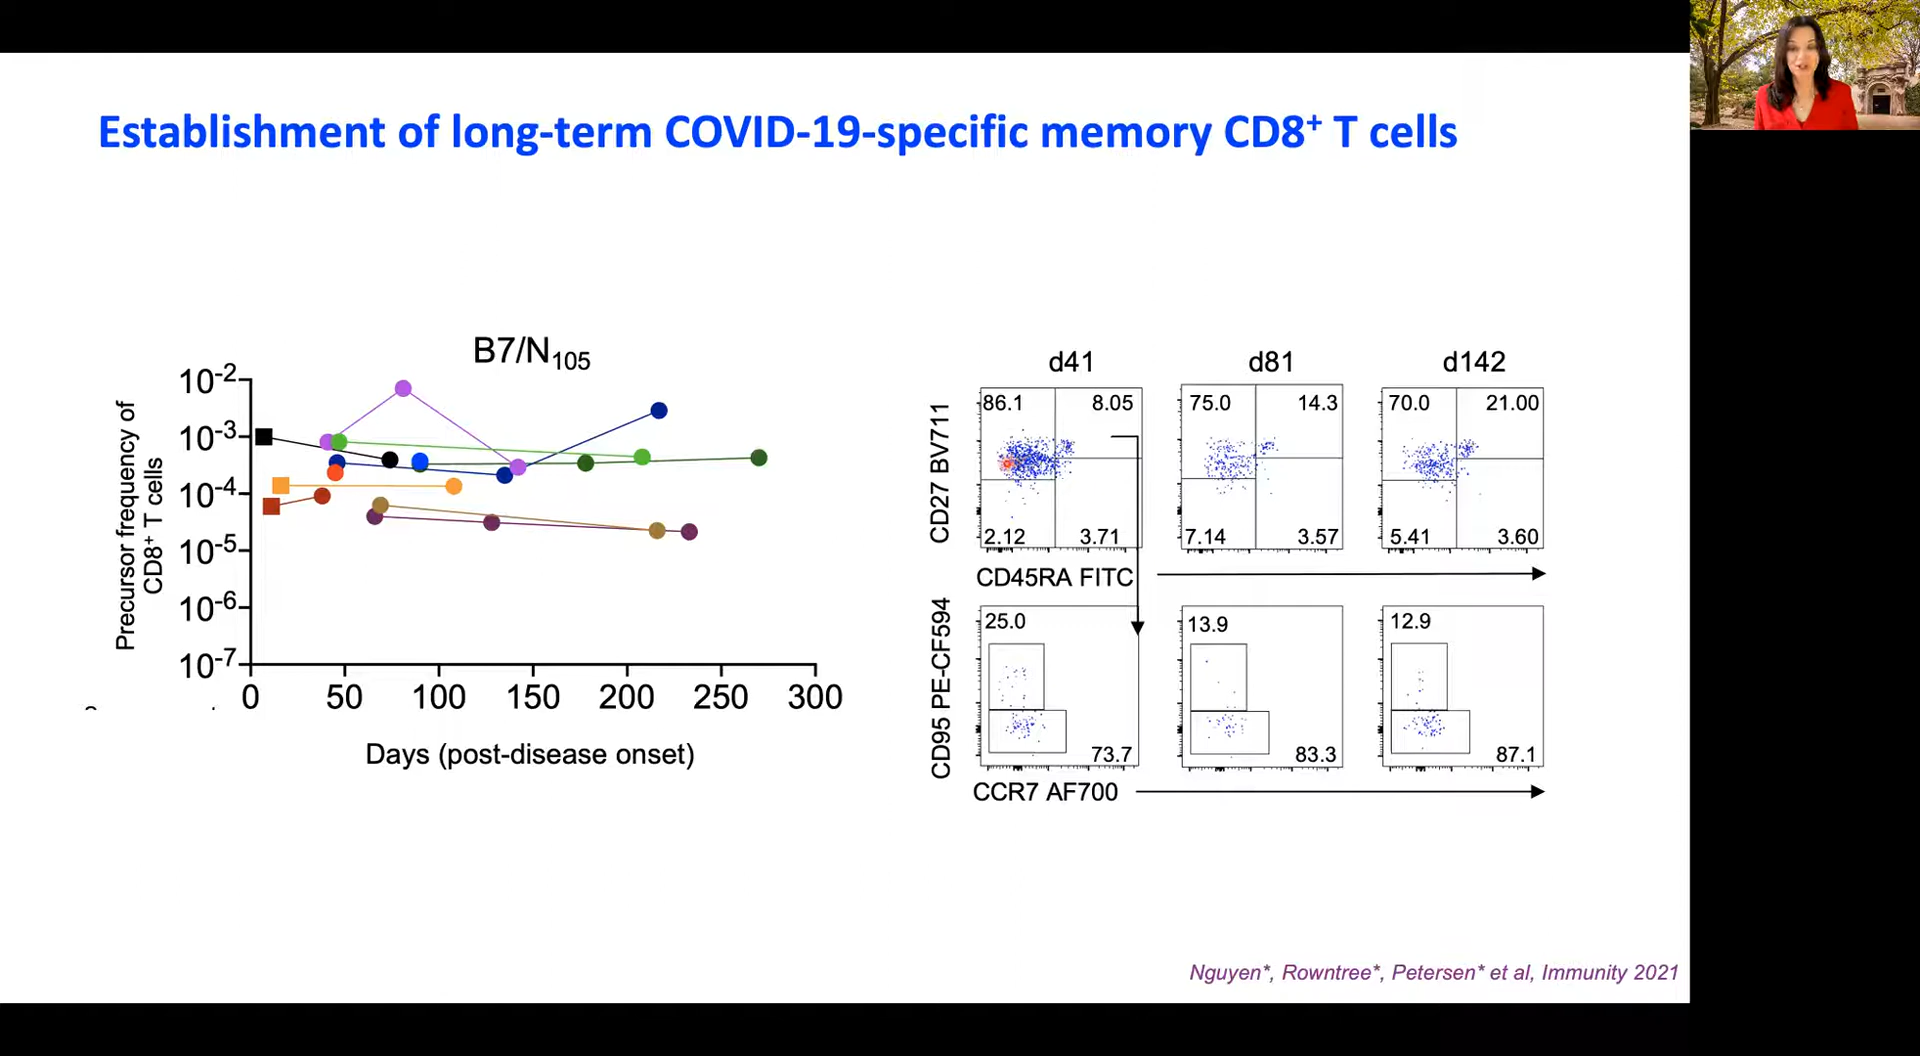 Establishment of long-term COVID-19-specific memory CD8⁺ T cells
B7/N₁₀₅
Precursor frequency of
CD8⁺ T cells
10⁻²
10⁻³
10⁻⁴
10⁻⁵
10⁻⁶
10⁻⁷
0 50 100 150 200 250 300
Days (post-disease onset)
d41 d81 d142
CD27 BV711
86.1 8.05 75.0 14.3 70.0 21.00
2.12 3.71 7.14 3.57 5.41 3.60
CD45RA FITC
CD95 PE-CF594
25.0 13.9 12.9
73.7 83.3 87.1
CCR7 AF700
Nguyen*, Rowntree*, Petersen* et al, Immunity 2021